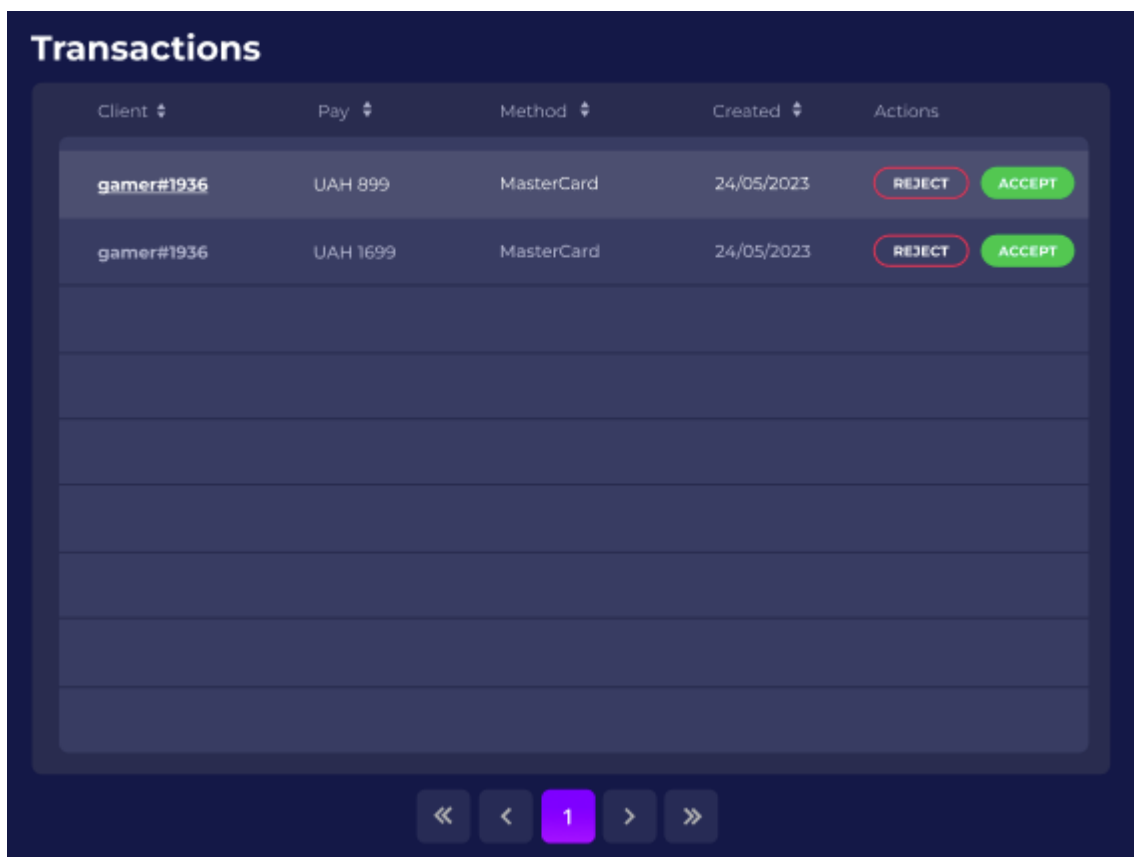 Transactions
Client Pay Method Created Actions
gamer#1936 UAH 899 MasterCard 24/05/2023 REJECT ACCEPT
gamer#1936 UAH 1699 MasterCard 24/05/2023 REJECT ACCEPT
« < 1 > »